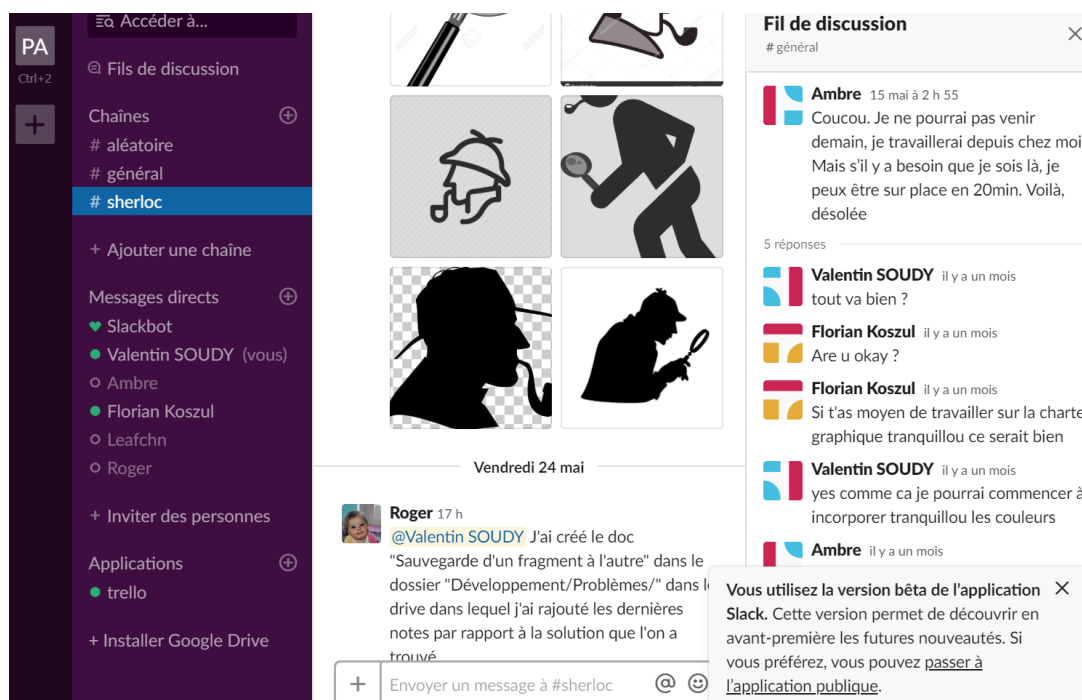 PA
Ctrl+2
+
Accéder à...
Fils de discussion
Chaînes
# aléatoire
# général
# sherloc
+ Ajouter une chaîne
Messages directs
Slackbot
Valentin SOUDY (vous)
Ambre
Florian Koszul
Leafchn
Roger
+ Inviter des personnes
Applications
trello
+ Installer Google Drive
Vendredi 24 mai
Roger 17 h
@Valentin SOUDY J'ai créé le doc
"Sauvegarde d'un fragment à l'autre" dans le
dossier "Développement/Problèmes/" dans l
drive dans lequel j'ai rajouté les dernières
notes par rapport à la solution que l'on a
trouvé
Envoyer un message à #sherloc
Fil de discussion
# général
Ambre 15 mai à 2 h 55
Coucou. Je ne pourrai pas venir
demain, je travaillerai depuis chez moi
Mais s'il y a besoin que je sois là, je
peux être sur place en 20min. Voilà,
désolée
5 réponses
Valentin SOUDY il y a un mois
tout va bien ?
Florian Koszul il y a un mois
Are u okay ?
Florian Koszul il y a un mois
Si t'as moyen de travailler sur la charte
graphique tranquillou ce serait bien
Valentin SOUDY il y a un mois
yes comme ca je pourrai commencer à
incorporer tranquillou les couleurs
Ambre il y a un mois
Vous utilisez la version bêta de l'application
Slack. Cette version permet de découvrir en
avant-première les futures nouveautés. Si
vous préférez, vous pouvez passer à
l'application publique.